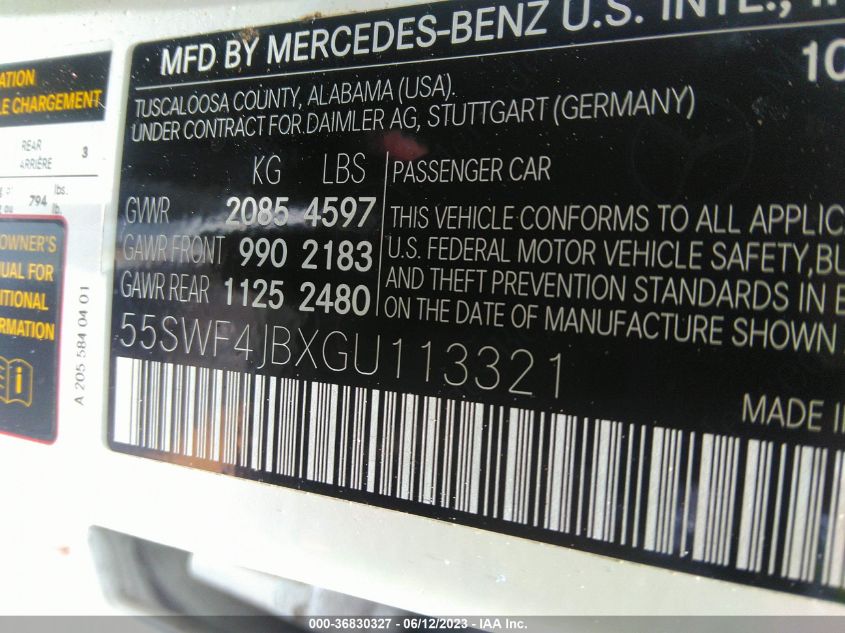 MFD BY MERCEDES-BENZ U.S. INTL.,
10
TUSCALOOSA COUNTY, ALABAMA (USA).
UNDER CONTRACT FOR DAIMLER AG, STUTTGART (GERMANY)
KG LBS
PASSENGER CAR
GVWR 2085 4597
GAWR FRONT 990 2183
GAWR REAR 1125 2480
THIS VEHICLE CONFORMS TO ALL APPLICA
U.S. FEDERAL MOTOR VEHICLE SAFETY, BU
AND THEFT PREVENTION STANDARDS IN E
ON THE DATE OF MANUFACTURE SHOWN
55SWF4JBXGU113321
MADE I
ATION
LE CHARGEMENT
REAR
ARRIÈRE 3
794 lbs.
lb.
OWNER'S
UAL FOR
ITIONAL
RMATION
A 205 584 04 01
000-36830327 - 06/12/2023 - IAA Inc.